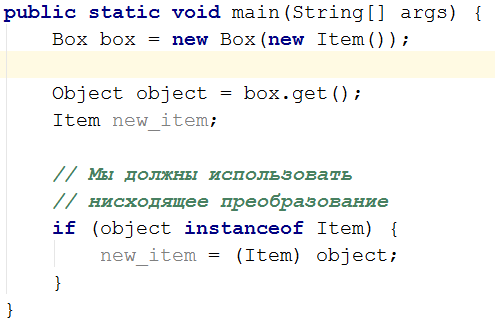 public static void main(String[] args) {
    Box box = new Box(new Item());

    Object object = box.get();
    Item new_item;

    // Мы должны использовать
    // нисходящее преобразование
    if (object instanceof Item) {
        new_item = (Item) object;
    }
}